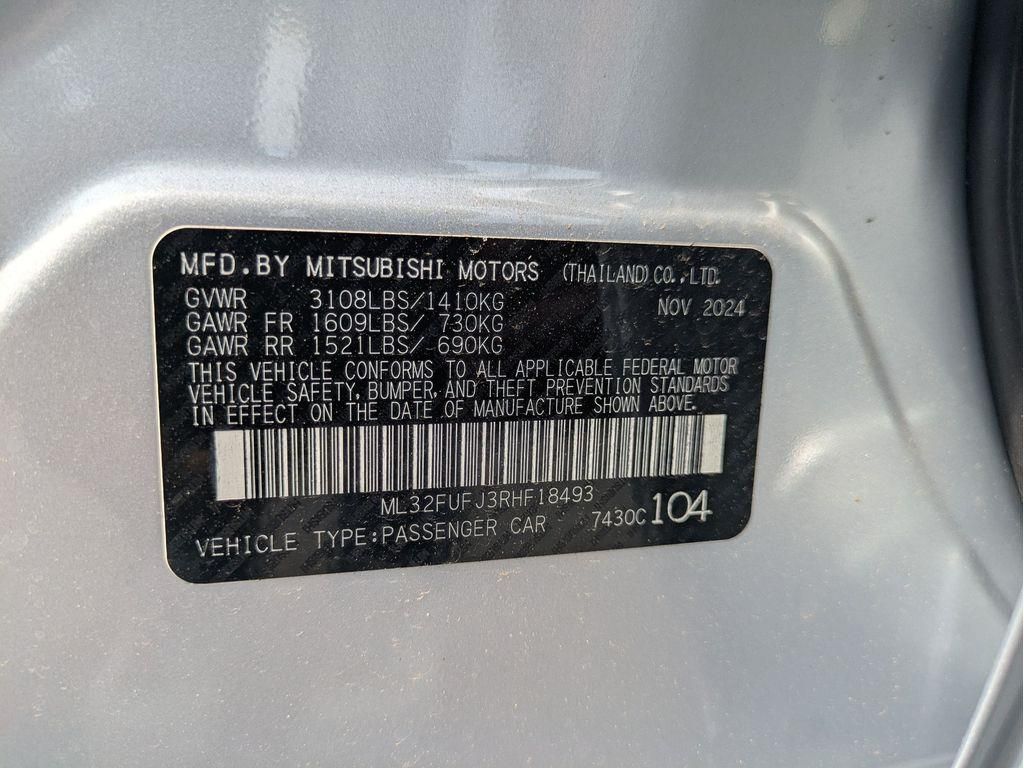 MFD.BY MITSUBISHI MOTORS (THAILAND) CO.,LTD.
GVWR 3108LBS/1410KG NOV 2024
GAWR FR 1609LBS/ 730KG
GAWR RR 1521LBS/ 690KG
THIS VEHICLE CONFORMS TO ALL APPLICABLE FEDERAL MOTOR
VEHICLE SAFETY, BUMPER, AND THEFT PREVENTION STANDARDS
IN EFFECT ON THE DATE OF MANUFACTURE SHOWN ABOVE.
ML32FUFJ3RHF18493
VEHICLE TYPE:PASSENGER CAR 7430C 104